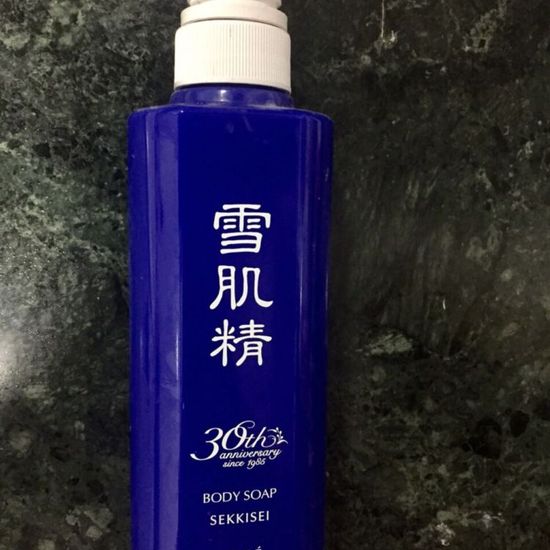 雪肌精
30th
anniversary
since 1985
BODY SOAP
SEKKISEI